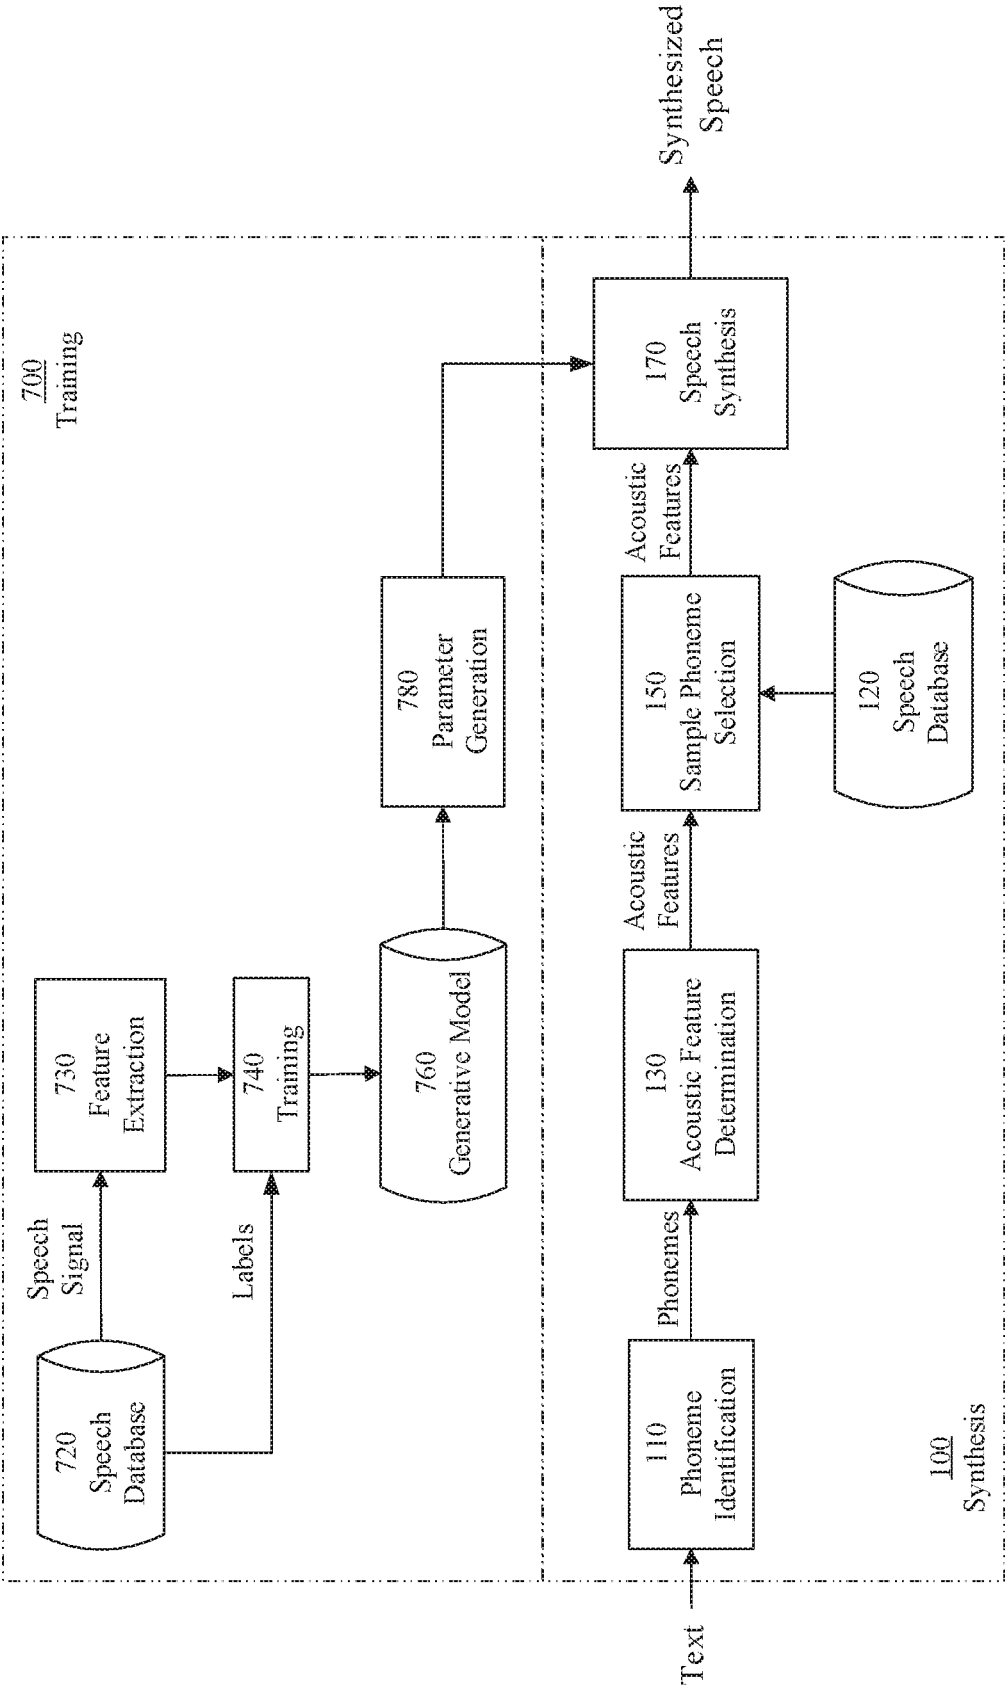 700
Training
720
Speech
Database
Speech
Signal
730
Feature
Extraction
Labels
740
Training
760
Generative Model
780
Parameter
Generation
Text
110
Phoneme
Identification
Phonemes
130
Acoustic Feature
Determination
Acoustic
Features
150
Sample Phoneme
Selection
120
Speech
Database
Acoustic
Features
170
Speech
Synthesis
Synthesized
Speech
100
Synthesis